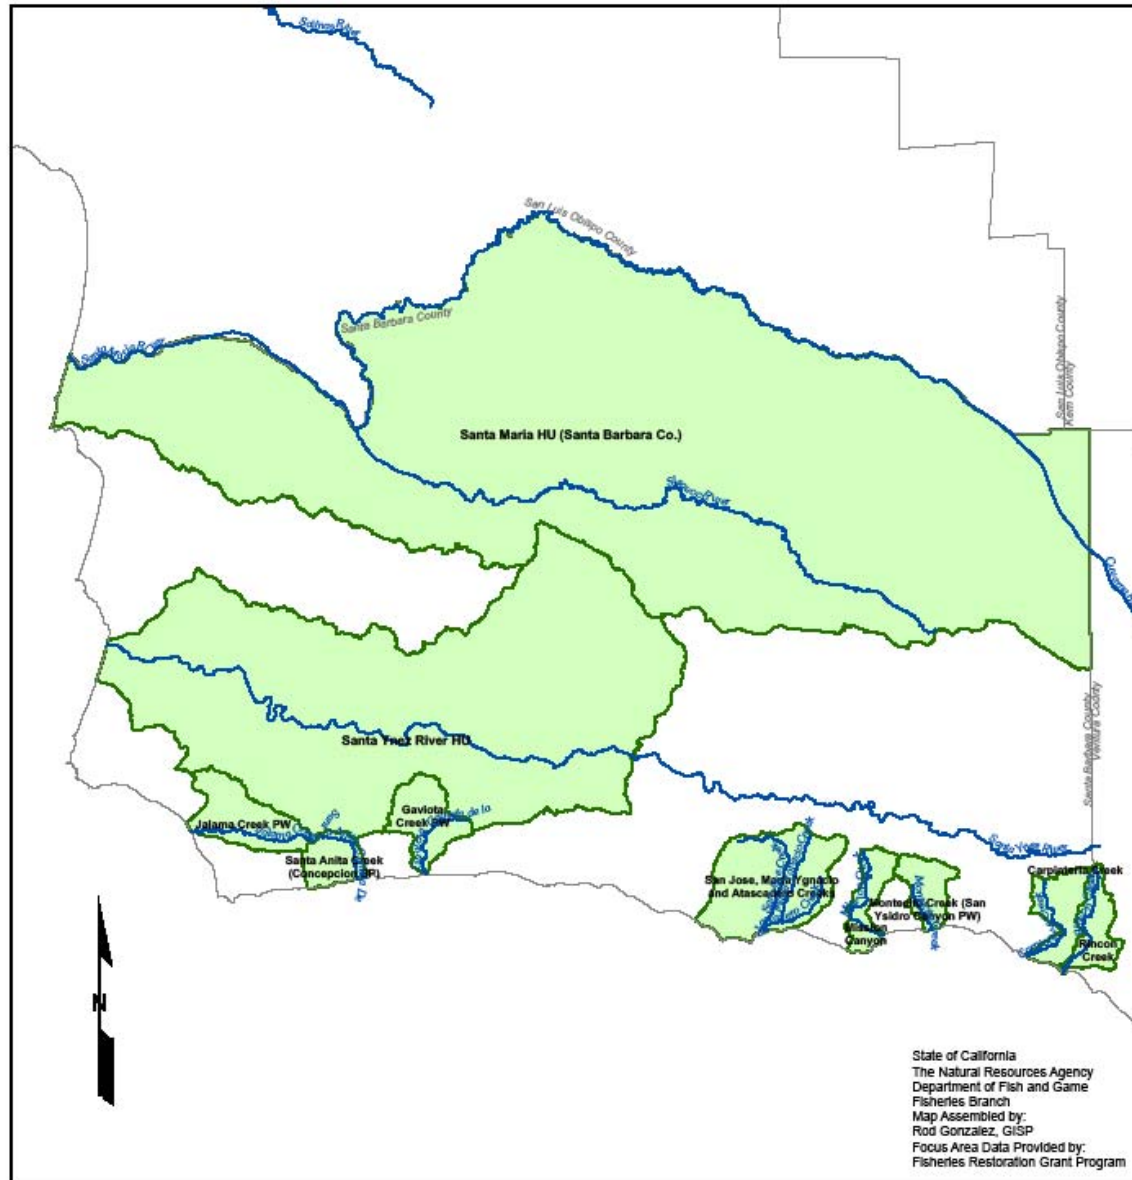 Salinas River
San Luis Obispo County
Santa Barbara County
San Luis Obispo County
Kern County
Santa Maria HU (Santa Barbara Co.)
Sisquoc River
Santa Barbara County
Ventura County
Santa Ynez River HU
Santa Ynez River
Gaviota
Creek PW
Jalama Creek PW
Santa Anita Creek
(Concepcion JP)
San Jose, Maria Ygnacio
and Atascadero Creeks
Montecito Creek (San
Ysidro Canyon PW)
Mission
Canyon
Carpinteria Creek
Rincon
Creek
N
State of California
The Natural Resources Agency
Department of Fish and Game
Fisheries Branch
Map Assembled by:
Rod Gonzalez, GISP
Focus Area Data Provided by:
Fisheries Restoration Grant Program